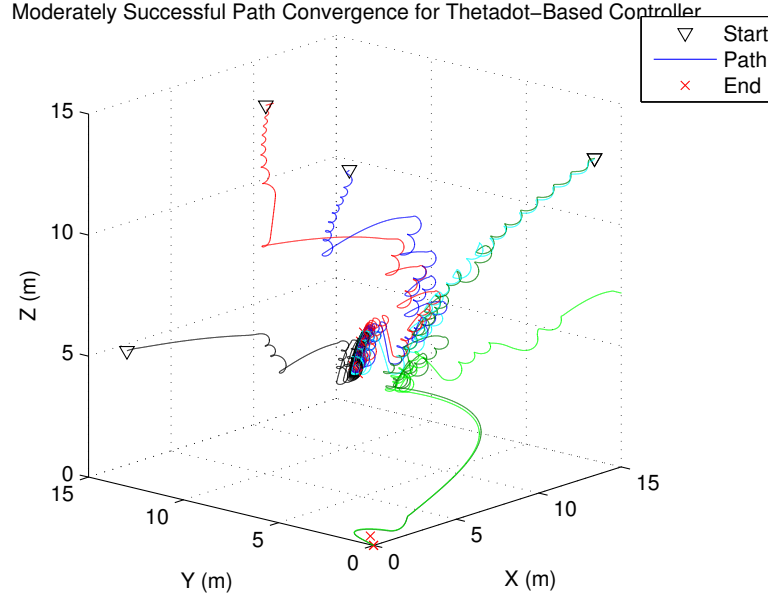 Moderately Successful Path Convergence for Thetadot−Based Controller
Start
Path
End
15
10
5
0
Z (m)
15
10
5
0
Y (m)
0
5
10
15
X (m)